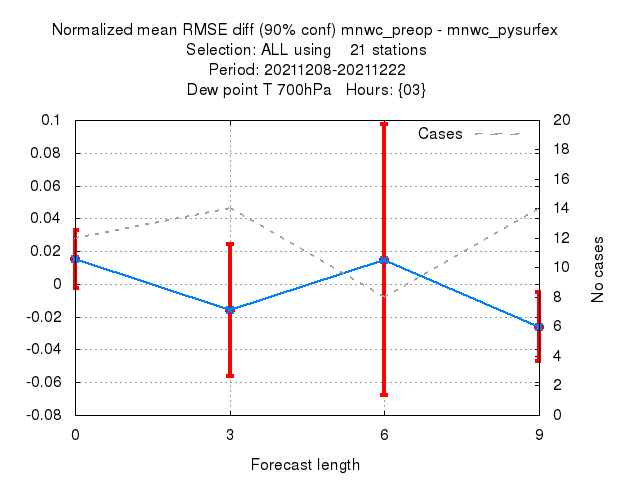 Normalized mean RMSE diff (90% conf) mnwc_preop - mnwc_pysurfex
Selection: ALL using    21 stations
Period: 20211208-20211222
Dew point T 700hPa   Hours: {03}
Cases
0.1
0.08
0.06
0.04
0.02
0
-0.02
-0.04
-0.06
-0.08
20
18
16
14
12
10
8
6
4
2
0
No cases
0 3 6 9
Forecast length